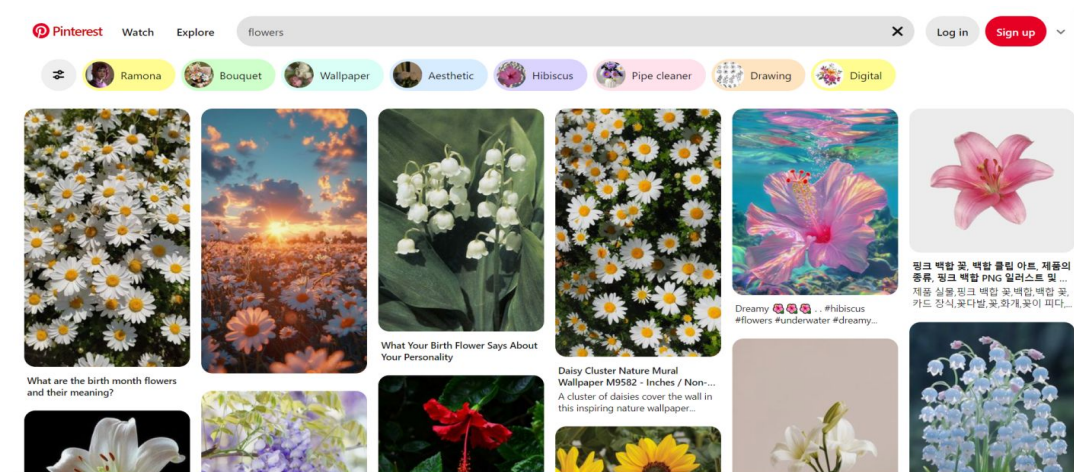 Pinterest Watch Explore flowers Log in Sign up
Ramona Bouquet Wallpaper Aesthetic Hibiscus Pipe cleaner Drawing Digital
What are the birth month flowers
and their meaning?
What Your Birth Flower Says About
Your Personality
Daisy Cluster Nature Mural
Wallpaper M9582 - Inches / Non-...
A cluster of daisies cover the wall in
this inspiring nature wallpaper...
Dreamy 🌺🌺🌺 . . #hibiscus
#flowers #underwater #dreamy...
핑크 백합 꽃, 백합 클립 아트, 제품의
종류, 핑크 백합 PNG 일러스트 및 ...
제품 실물,핑크 백합 꽃,백합,백합 꽃,
카드 장식,꽃다발,꽃,화개,꽃이 피다,...